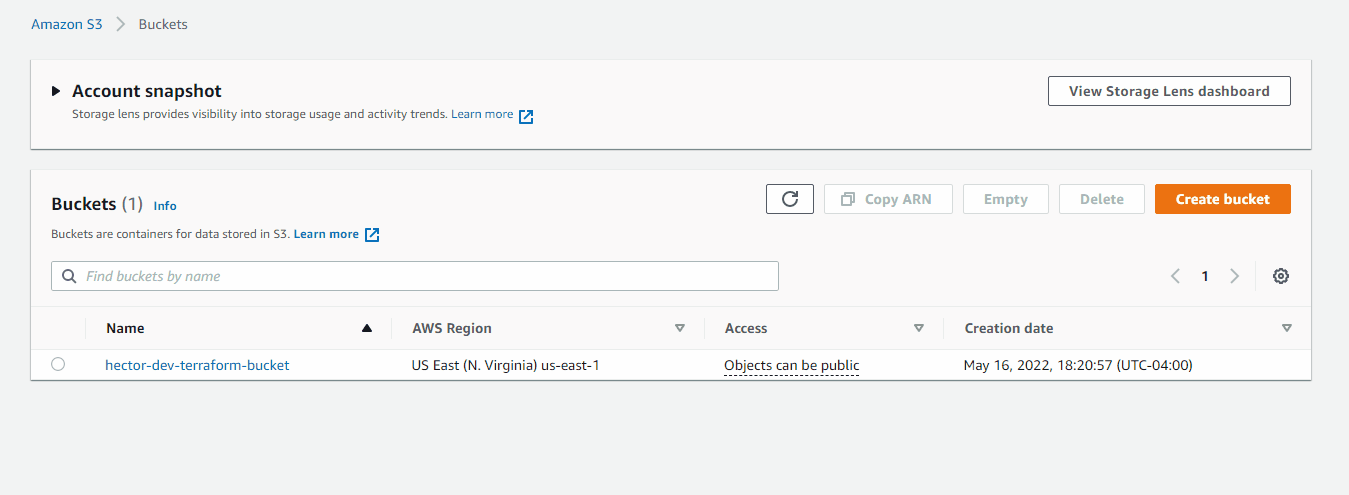 Amazon S3 > Buckets
Account snapshot
View Storage Lens dashboard
Storage lens provides visibility into storage usage and activity trends. Learn more
Buckets (1) Info
Copy ARN Empty Delete Create bucket
Buckets are containers for data stored in S3. Learn more
Find buckets by name
1
Name AWS Region Access Creation date
hector-dev-terraform-bucket US East (N. Virginia) us-east-1 Objects can be public May 16, 2022, 18:20:57 (UTC-04:00)